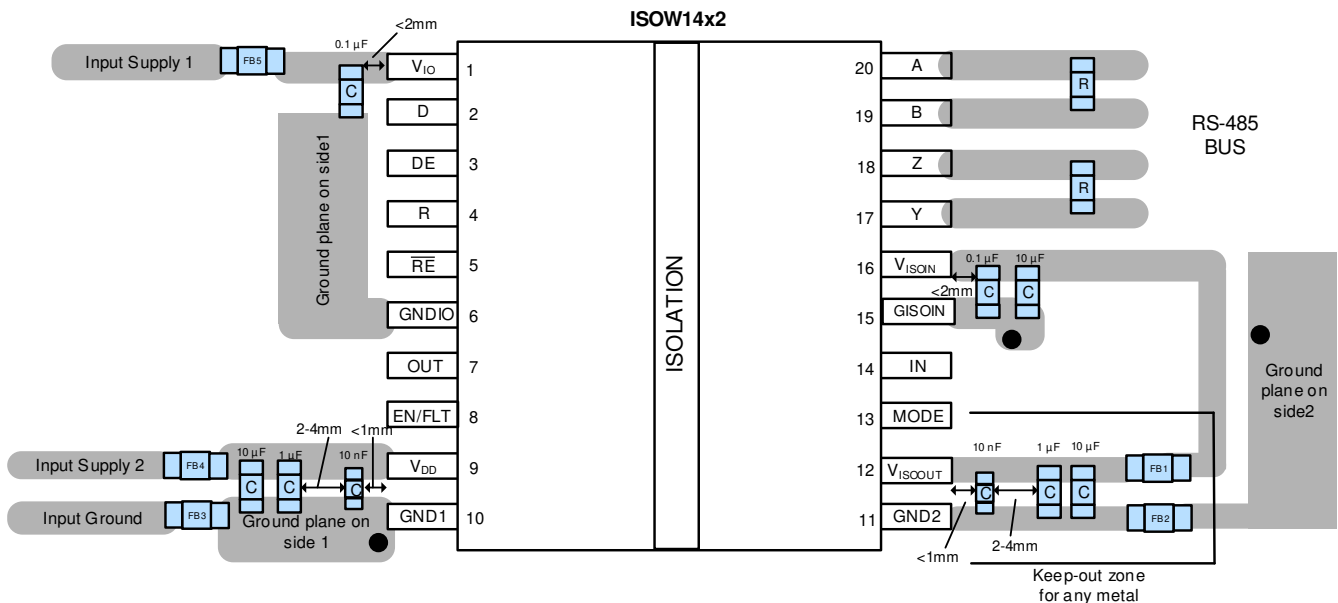 ISOW14x2
Input Supply 1
FB5
0.1 µF
<2mm
C
Ground plane on side1
VIO
1
D
2
DE
3
R
4
RE
5
GNDIO
6
OUT
7
EN/FLT
8
VDD
9
GND1
10
2-4mm
<1mm
10 µF
1 µF
10 nF
Input Supply 2
FB4
C
C
C
Input Ground
FB3
Ground plane on
side 1
ISOLATION
20
A
19
B
18
Z
17
Y
16
VISOIN
15
GISOIN
14
IN
13
MODE
12
VISOOUT
11
GND2
R
R
RS-485
BUS
0.1 µF
10 µF
<2mm
C
C
Ground
plane on
side2
10 nF
1 µF
10 µF
C
C
C
FB1
FB2
<1mm
2-4mm
Keep-out zone
for any metal